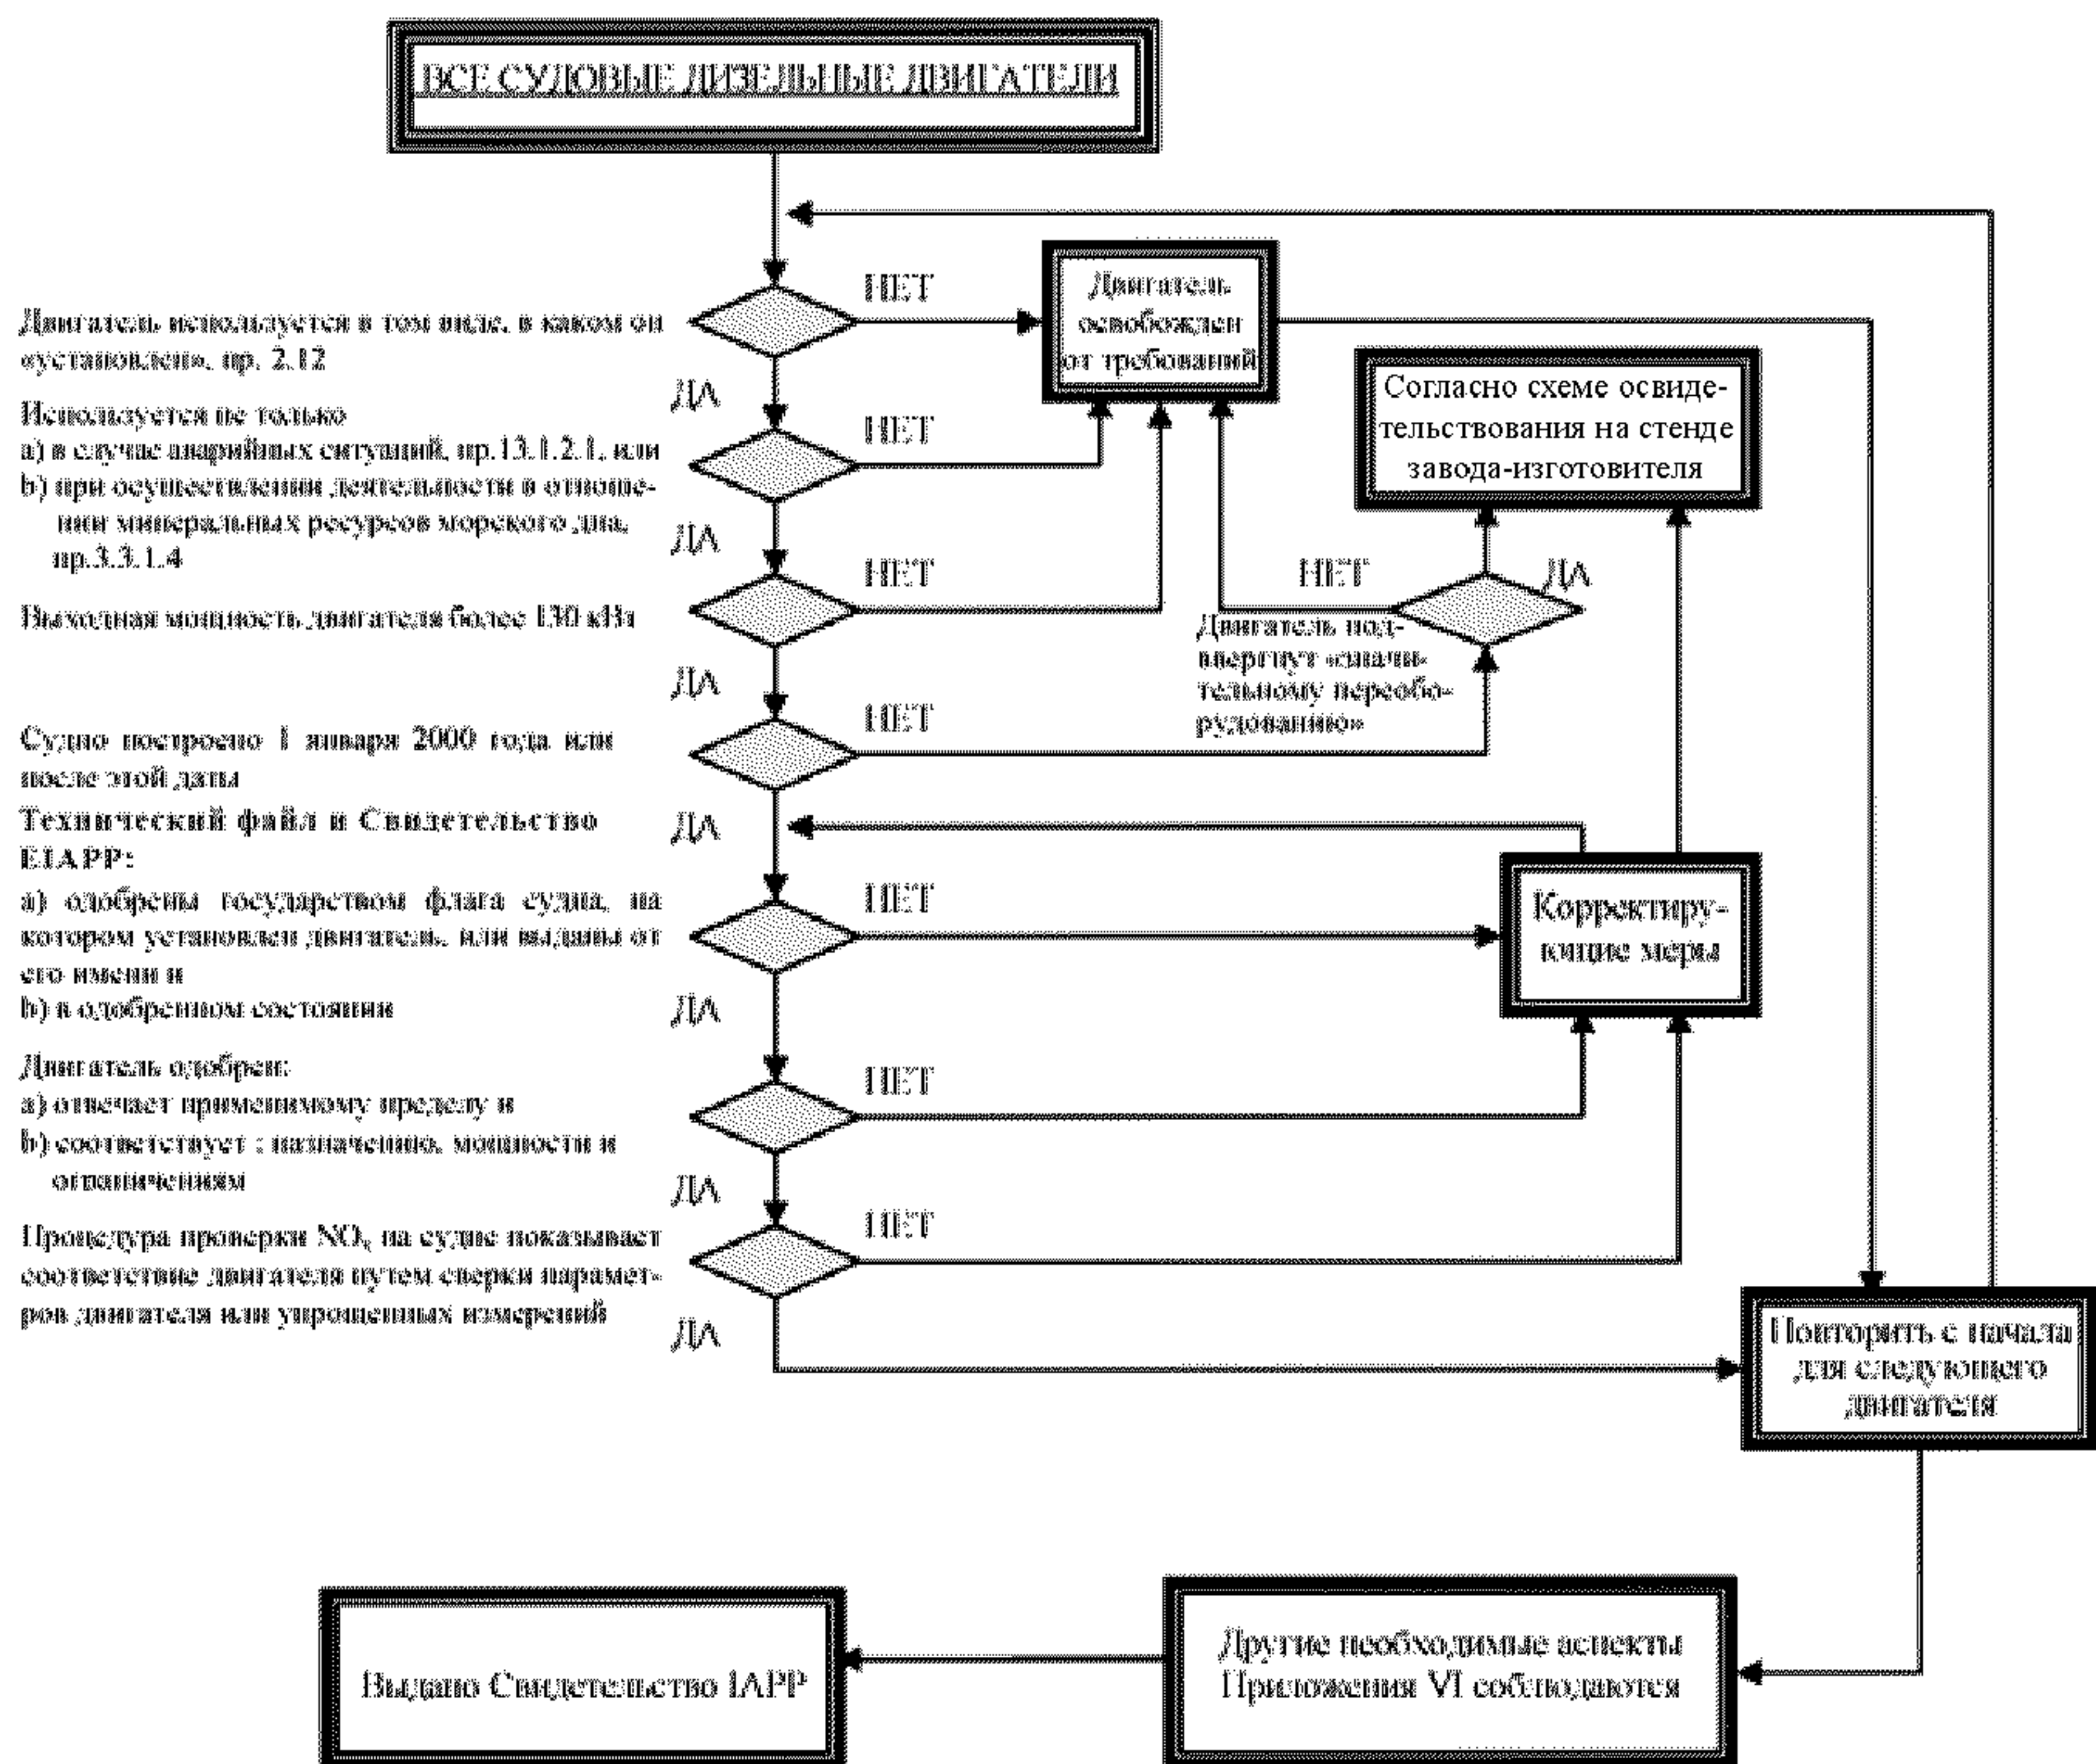 ВСЕ СУДОВЫЕ ДИЗЕЛЬНЫЕ ДВИГАТЕЛИ
НЕТ
Двигатель
освобожден
от требований
Двигатель используется в том виде, в каком он
«установлен», пр. 2.12
ДА
Согласно схеме освиде-
тельствования на стенде
завода-изготовителя
Используется не только
а) в случае аварийных ситуаций, пр.13.1.2.1, или
b) при осуществлении деятельности в отноше-
нии минеральных ресурсов морского дна,
пр.3.3.1.4
НЕТ
ДА
НЕТ
НЕТ
ДА
Выходная мощность двигателя более 130 кВт
Двигатель под-
вергнут «значи-
тельному переобо-
рудованию»
ДА
НЕТ
Судно построено 1 января 2000 года или
после этой даты
ДА
Технический файл и Свидетельство
EIAPP:
а) одобрены государством флага судна, на
котором установлен двигатель, или выданы от
его имени и
b) в одобренном состоянии
НЕТ
Корректиру-
ющие меры
ДА
Двигатель одобрен:
а) отвечает применимому пределу и
b) соответствует : назначению, мощности и
ограничениям
НЕТ
ДА
Процедура проверки NOx на судне показывает
соответствие двигателя путем сверки парамет-
ров двигателя или упрощенных измерений
НЕТ
ДА
Повторить с начала
для следующего
двигателя
Другие необходимые аспекты
Приложения VI соблюдаются
Выдано Свидетельство IAPP